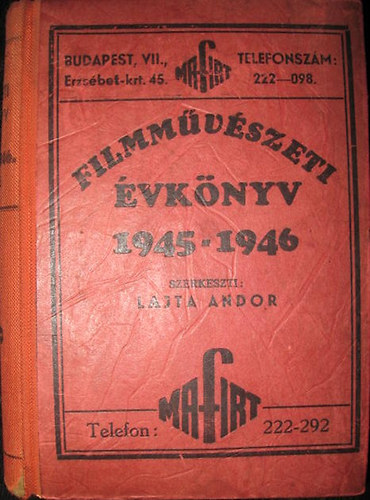 BUDAPEST, VII., MAFIRT TELEFONSZÁM:
Erzsébet-krt. 45. 222—098.
FILMMŰVÉSZETI
ÉVKÖNYV
1945-1946
SZERKESZTI:
LAJTA ANDOR
MAFIRT
Telefon: 222-292